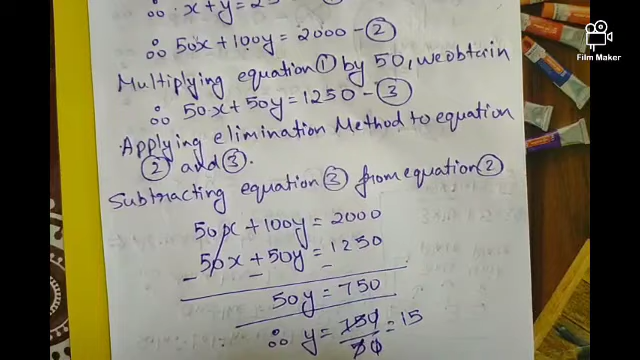 ∴ x+y=25
∴ 50x + 100y = 2000 - ②
Multiplying equation ① by 50, we obtain
∴ 50x + 50y = 1250 - ③
Applying elimination Method to equation
② and ③.
Subtracting equation ③ from equation ②
50x + 100y = 2000
50x + 50y = 1250
- - -
50y = 750
∴ y = 750/50 = 15
Film Maker